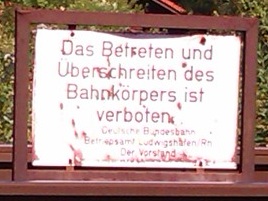 Das Betreten und
Überschreiten des
Bahnkörpers ist
verboten.
Deutsche Bundesbahn
Betriebsamt Ludwigshafen/Rh
Der Vorstand